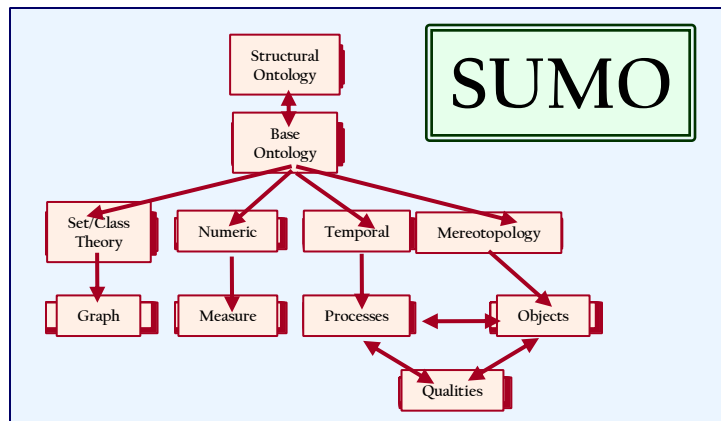 Structural
Ontology
SUMO
Base
Ontology
Set/Class
Theory
Numeric
Temporal
Mereotopology
Graph
Measure
Processes
Objects
Qualities